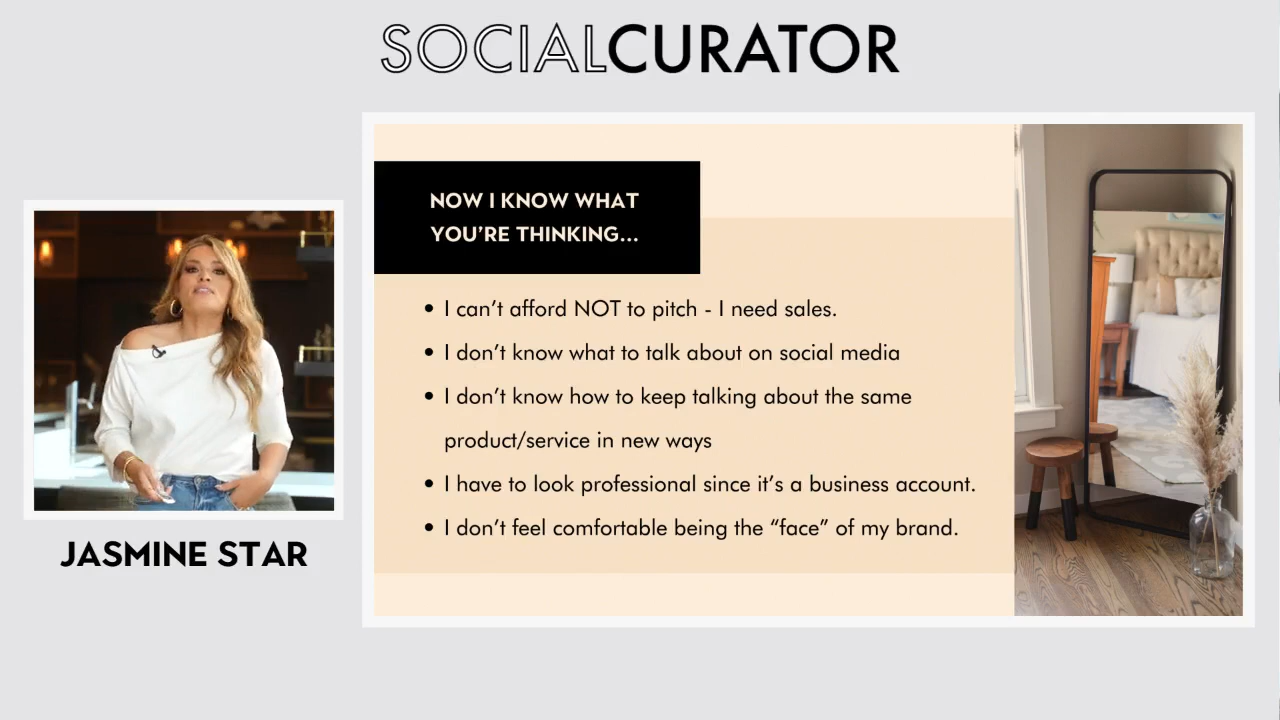 SOCIALCURATOR
NOW I KNOW WHAT
YOU'RE THINKING...
• I can't afford NOT to pitch - I need sales.
• I don't know what to talk about on social media
• I don't know how to keep talking about the same
product/service in new ways
• I have to look professional since it's a business account.
• I don't feel comfortable being the “face” of my brand.
JASMINE STAR